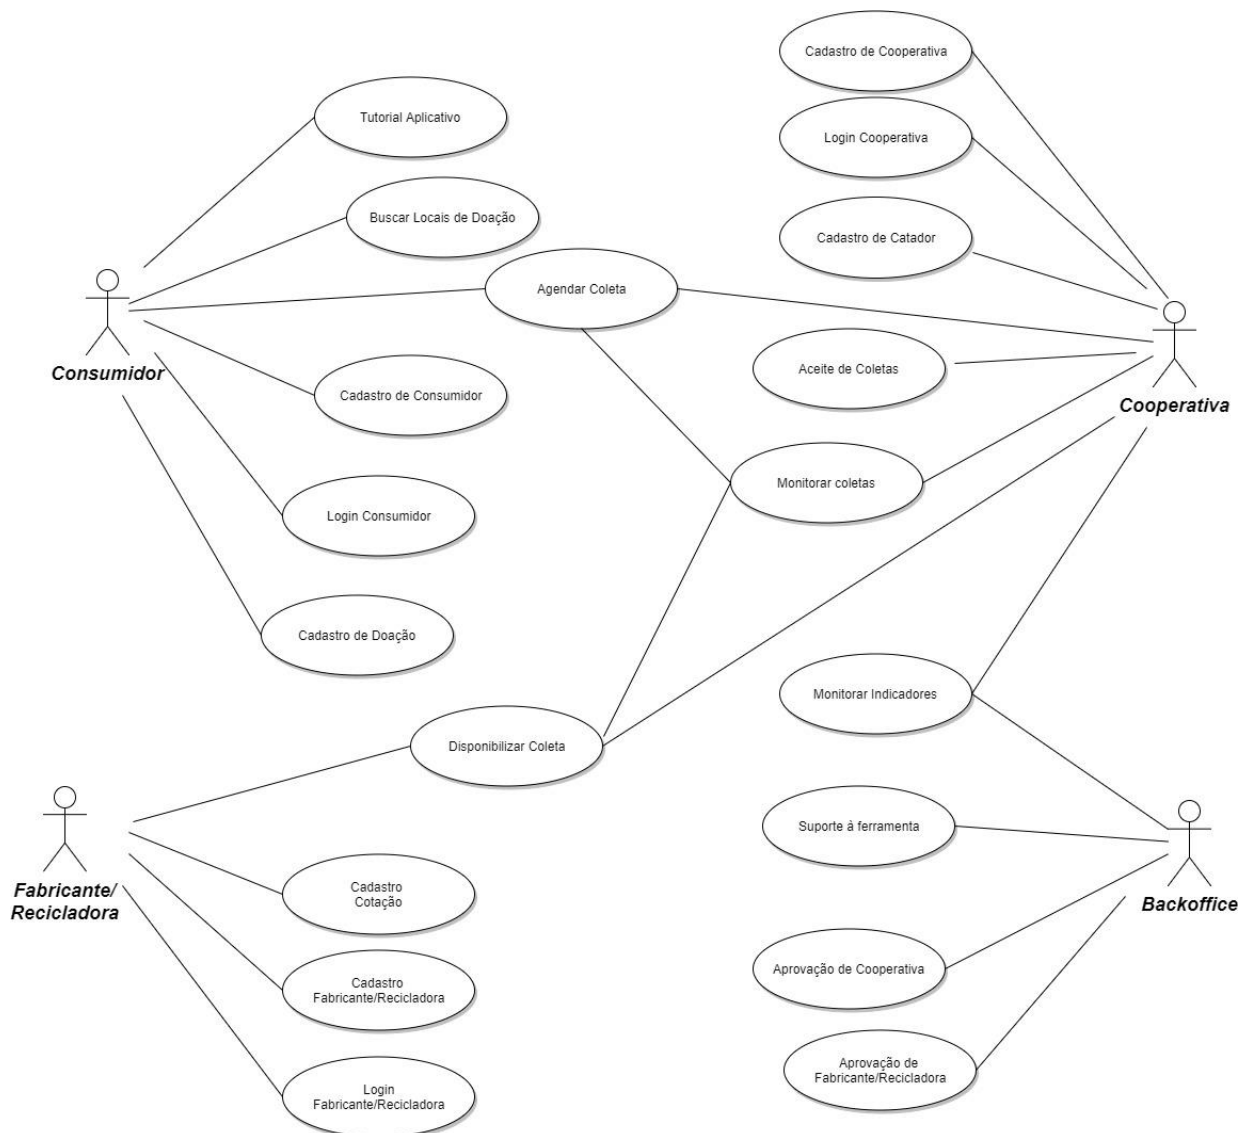 Cadastro de Cooperativa
Tutorial Aplicativo
Login Cooperativa
Buscar Locais de Doação
Cadastro de Catador
Agendar Coleta
Consumidor
Aceite de Coletas
Cadastro de Consumidor
Cooperativa
Monitorar coletas
Login Consumidor
Cadastro de Doação
Monitorar Indicadores
Disponibilizar Coleta
Suporte à ferramenta
Fabricante/
Recicladora
Cadastro
Cotação
Backoffice
Aprovação de Cooperativa
Cadastro
Fabricante/Recicladora
Aprovação de
Fabricante/Recicladora
Login
Fabricante/Recicladora